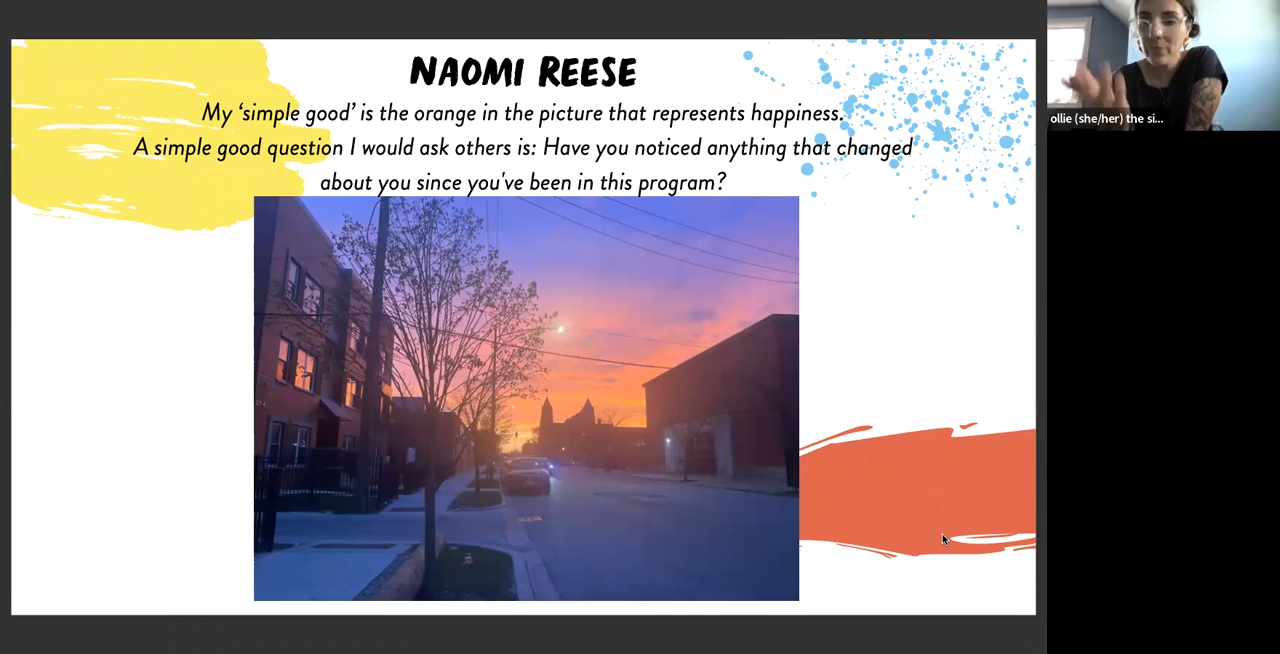 NAOMI REESE
My ‘simple good’ is the orange in the picture that represents happiness.
A simple good question I would ask others is: Have you noticed anything that changed
about you since you've been in this program?
ollie (she/her) the si...